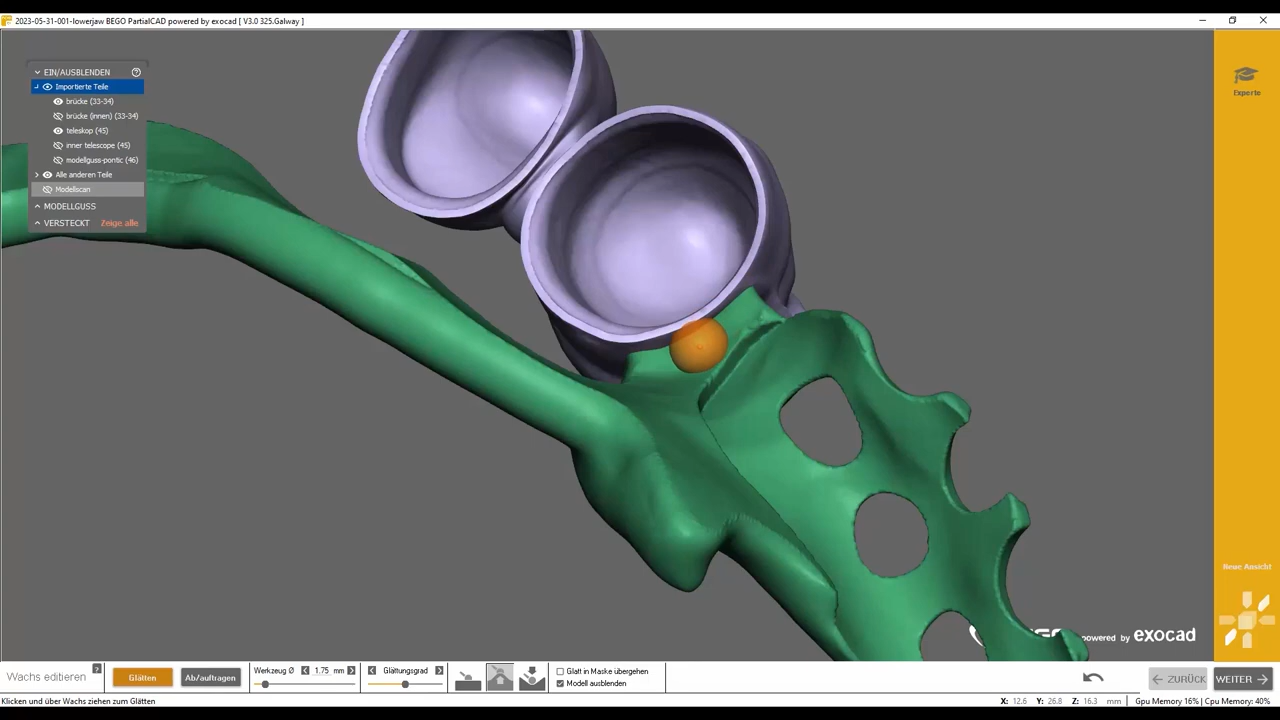 2023-05-31-001-lowerjaw BEGO PartialCAD powered by exocad [ V3.0 325.Galway ]
EIN/AUSBLENDEN
Importierte Teile
brücke (33-34)
brücke (innen) (33-34)
teleskop (45)
inner telescope (45)
modellguss-pontic (46)
Alle anderen Teile
Modellscan
MODELLGUSS
VERSTECKT Zeige alle
Experte
Neue Ansicht
powered by exocad
Wachs editieren
Glätten
Ab/auftragen
Werkzeug Ø 1.75 mm
Glättungsgrad
Glatt in Maske übergehen
Modell ausblenden
ZURÜCK
WEITER
Klicken und über Wachs ziehen zum Glätten
X: 12.6 Y: 26.8 Z: 16.3 mm
Gpu Memory 16% | Cpu Memory: 40%